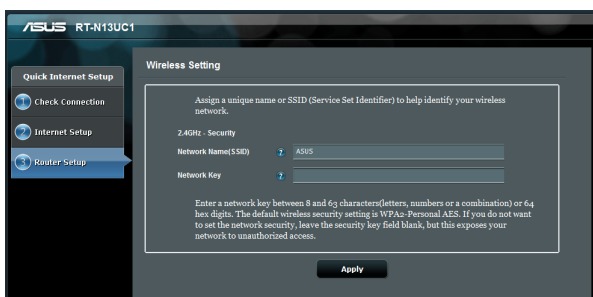 ASUS RT-N13UC1
Quick Internet Setup
1 Check Connection
2 Internet Setup
3 Router Setup
Wireless Setting
Assign a unique name or SSID (Service Set Identifier) to help identify your wireless
network.
2.4GHz - Security
Network Name(SSID) ? ASUS
Network Key ?
Enter a network key between 8 and 63 characters(letters, numbers or a combination) or 64
hex digits. The default wireless security setting is WPA2-Personal AES. If you do not want
to set the network security, leave the security key field blank, but this exposes your
network to unauthorized access.
Apply